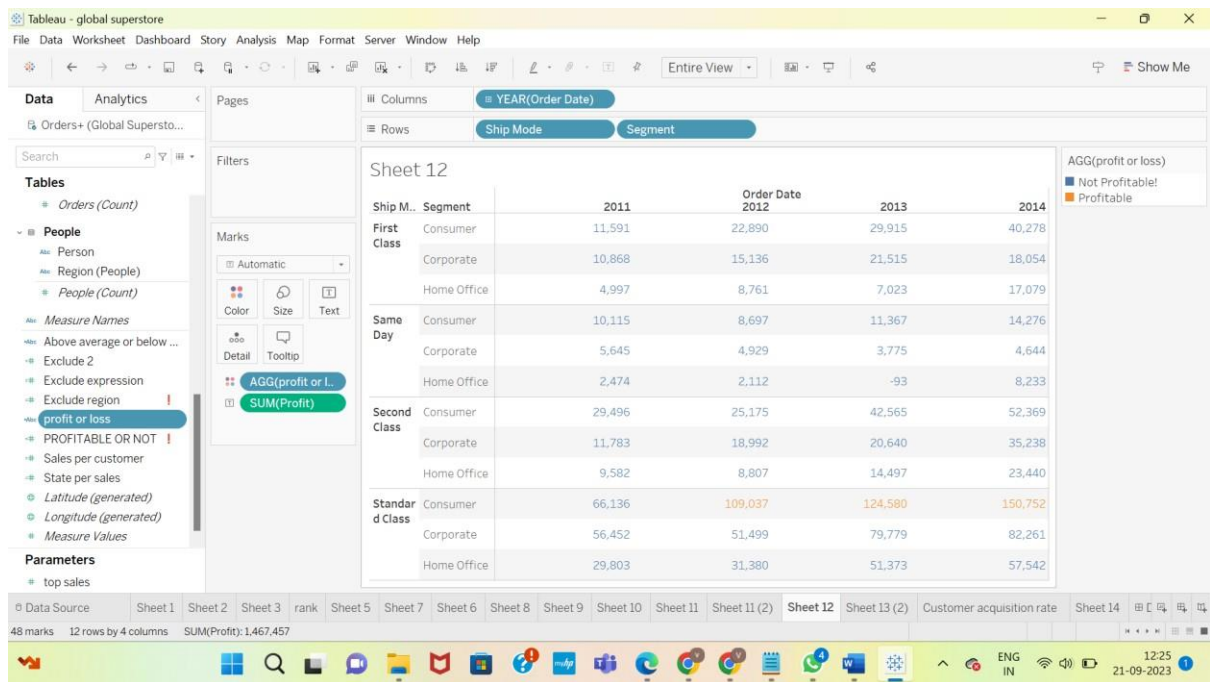 Tableau - global superstore
File Data Worksheet Dashboard Story Analysis Map Format Server Window Help
Entire View
Show Me
Data Analytics
Orders+ (Global Supersto...
Search
Tables
Orders (Count)
People
Abc Person
Abc Region (People)
People (Count)
Abc Measure Names
Above average or below ...
Exclude 2
Exclude expression
Exclude region !
profit or loss
PROFITABLE OR NOT !
Sales per customer
State per sales
Latitude (generated)
Longitude (generated)
Measure Values
Parameters
top sales
Pages
Filters
Marks
Automatic
Color Size Text
Detail Tooltip
AGG(profit or l..
SUM(Profit)
Columns YEAR(Order Date)
Rows Ship Mode Segment
Sheet 12
Order Date
Ship M.. Segment 2011 2012 2013 2014
First Class Consumer 11,591 22,890 29,915 40,278
Corporate 10,868 15,136 21,515 18,054
Home Office 4,997 8,761 7,023 17,079
Same Day Consumer 10,115 8,697 11,367 14,276
Corporate 5,645 4,929 3,775 4,644
Home Office 2,474 2,112 -93 8,233
Second Class Consumer 29,496 25,175 42,565 52,369
Corporate 11,783 18,992 20,640 35,238
Home Office 9,582 8,807 14,497 23,440
Standar d Class Consumer 66,136 109,037 124,580 150,752
Corporate 56,452 51,499 79,779 82,261
Home Office 29,803 31,380 51,373 57,542
AGG(profit or loss)
Not Profitable!
Profitable
Data Source Sheet 1 Sheet 2 Sheet 3 rank Sheet 5 Sheet 7 Sheet 6 Sheet 8 Sheet 9 Sheet 10 Sheet 11 Sheet 11 (2) Sheet 12 Sheet 13 (2) Customer acquisition rate Sheet 14
48 marks 12 rows by 4 columns SUM(Profit): 1,467,457
ENG 12:25
IN 21-09-2023